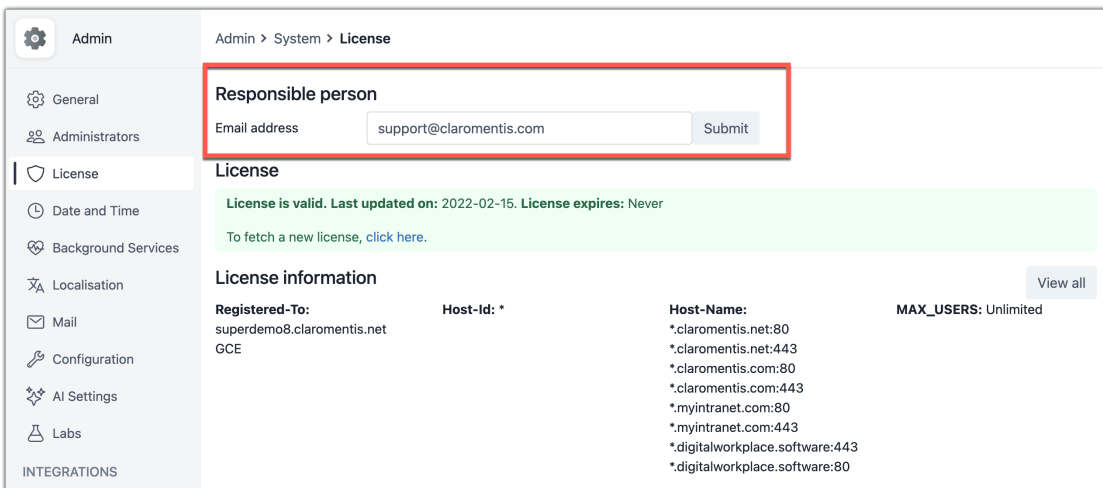 Admin
Admin > System > License
General
Administrators
License
Date and Time
Background Services
Localisation
Mail
Configuration
AI Settings
Labs
INTEGRATIONS
Responsible person
Email address support@claromentis.com Submit
License
License is valid. Last updated on: 2022-02-15. License expires: Never
To fetch a new license, click here.
License information View all
Registered-To:
superdemo8.claromentis.net
GCE
Host-Id: *
Host-Name:
*.claromentis.net:80
*.claromentis.net:443
*.claromentis.com:80
*.claromentis.com:443
*.myintranet.com:80
*.myintranet.com:443
*.digitalworkplace.software:443
*.digitalworkplace.software:80
MAX_USERS: Unlimited